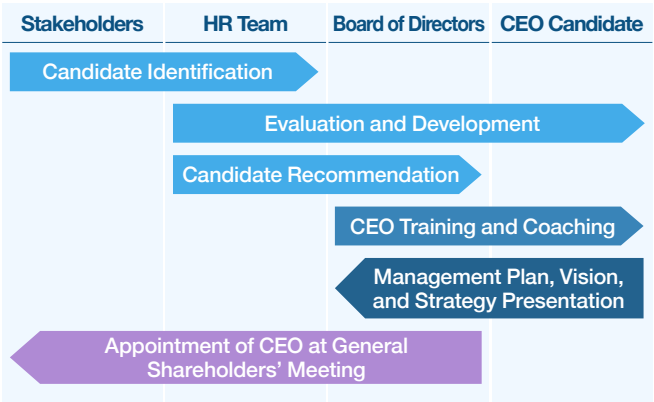 Stakeholders HR Team Board of Directors CEO Candidate
Candidate Identification
Evaluation and Development
Candidate Recommendation
CEO Training and Coaching
Management Plan, Vision,
and Strategy Presentation
Appointment of CEO at General
Shareholders’ Meeting